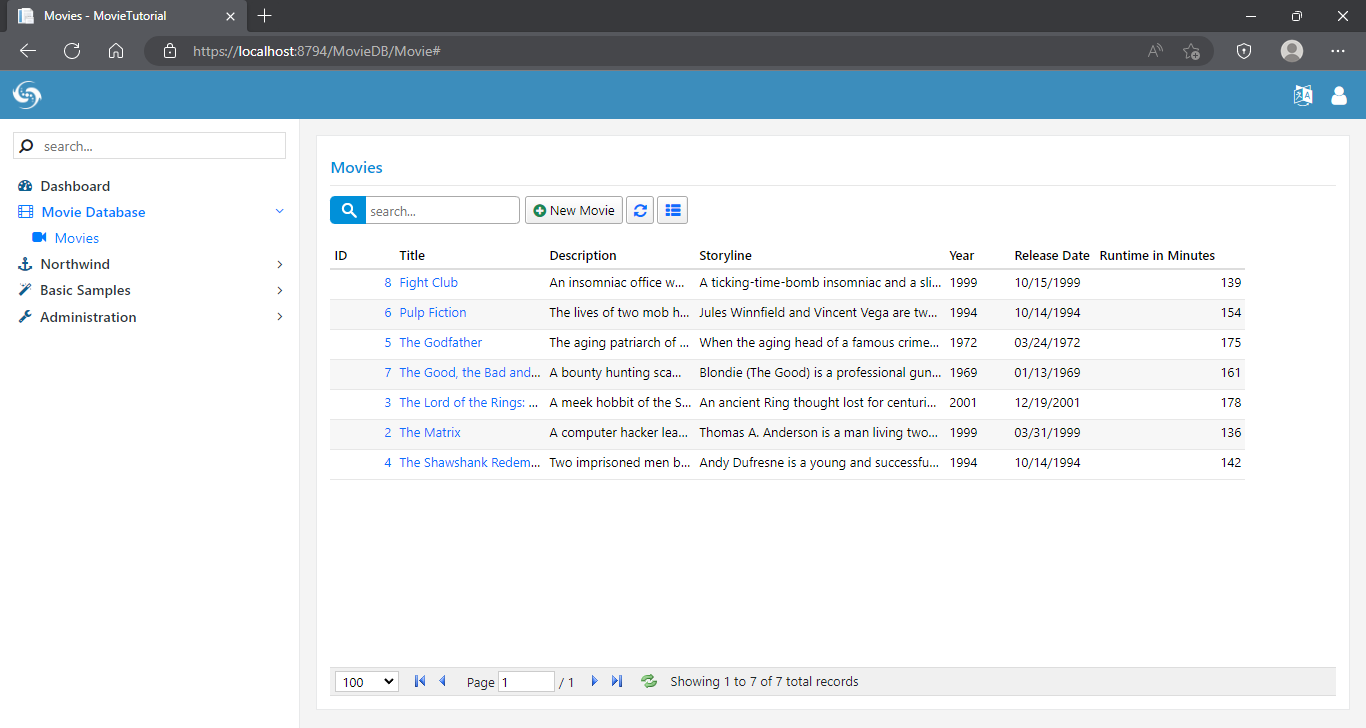 Movies - MovieTutorial
https://localhost:8794/MovieDB/Movie#
search...
Dashboard
Movie Database
Movies
Northwind
Basic Samples
Administration
Movies
search... New Movie
ID Title Description Storyline Year Release Date Runtime in Minutes
8 Fight Club An insomniac office w... A ticking-time-bomb insomniac and a sli... 1999 10/15/1999 139
6 Pulp Fiction The lives of two mob h... Jules Winnfield and Vincent Vega are tw... 1994 10/14/1994 154
5 The Godfather The aging patriarch of ... When the aging head of a famous crime... 1972 03/24/1972 175
7 The Good, the Bad and... A bounty hunting sca... Blondie (The Good) is a professional gun... 1969 01/13/1969 161
3 The Lord of the Rings: ... A meek hobbit of the S... An ancient Ring thought lost for centuri... 2001 12/19/2001 178
2 The Matrix A computer hacker lea... Thomas A. Anderson is a man living two... 1999 03/31/1999 136
4 The Shawshank Redem... Two imprisoned men b... Andy Dufresne is a young and successfu... 1994 10/14/1994 142
100 Page 1 / 1 Showing 1 to 7 of 7 total records